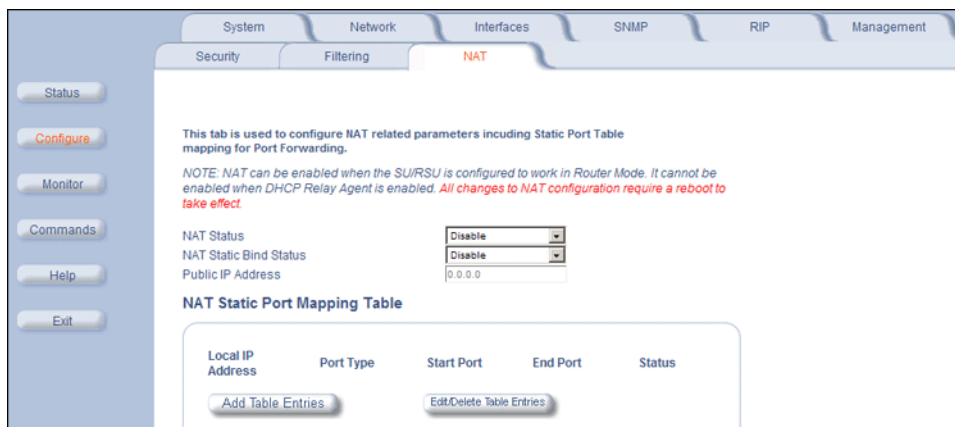 System Network Interfaces SNMP RIP Management
Security Filtering NAT
Status
Configure
Monitor
Commands
Help
Exit
This tab is used to configure NAT related parameters incuding Static Port Table
mapping for Port Forwarding.
NOTE: NAT can be enabled when the SU/RSU is configured to work in Router Mode. It cannot be
enabled when DHCP Relay Agent is enabled. All changes to NAT configuration require a reboot to
take effect.
NAT Status Disable
NAT Static Bind Status Disable
Public IP Address 0.0.0.0
NAT Static Port Mapping Table
Local IP
Address Port Type Start Port End Port Status
Add Table Entries Edit/Delete Table Entries